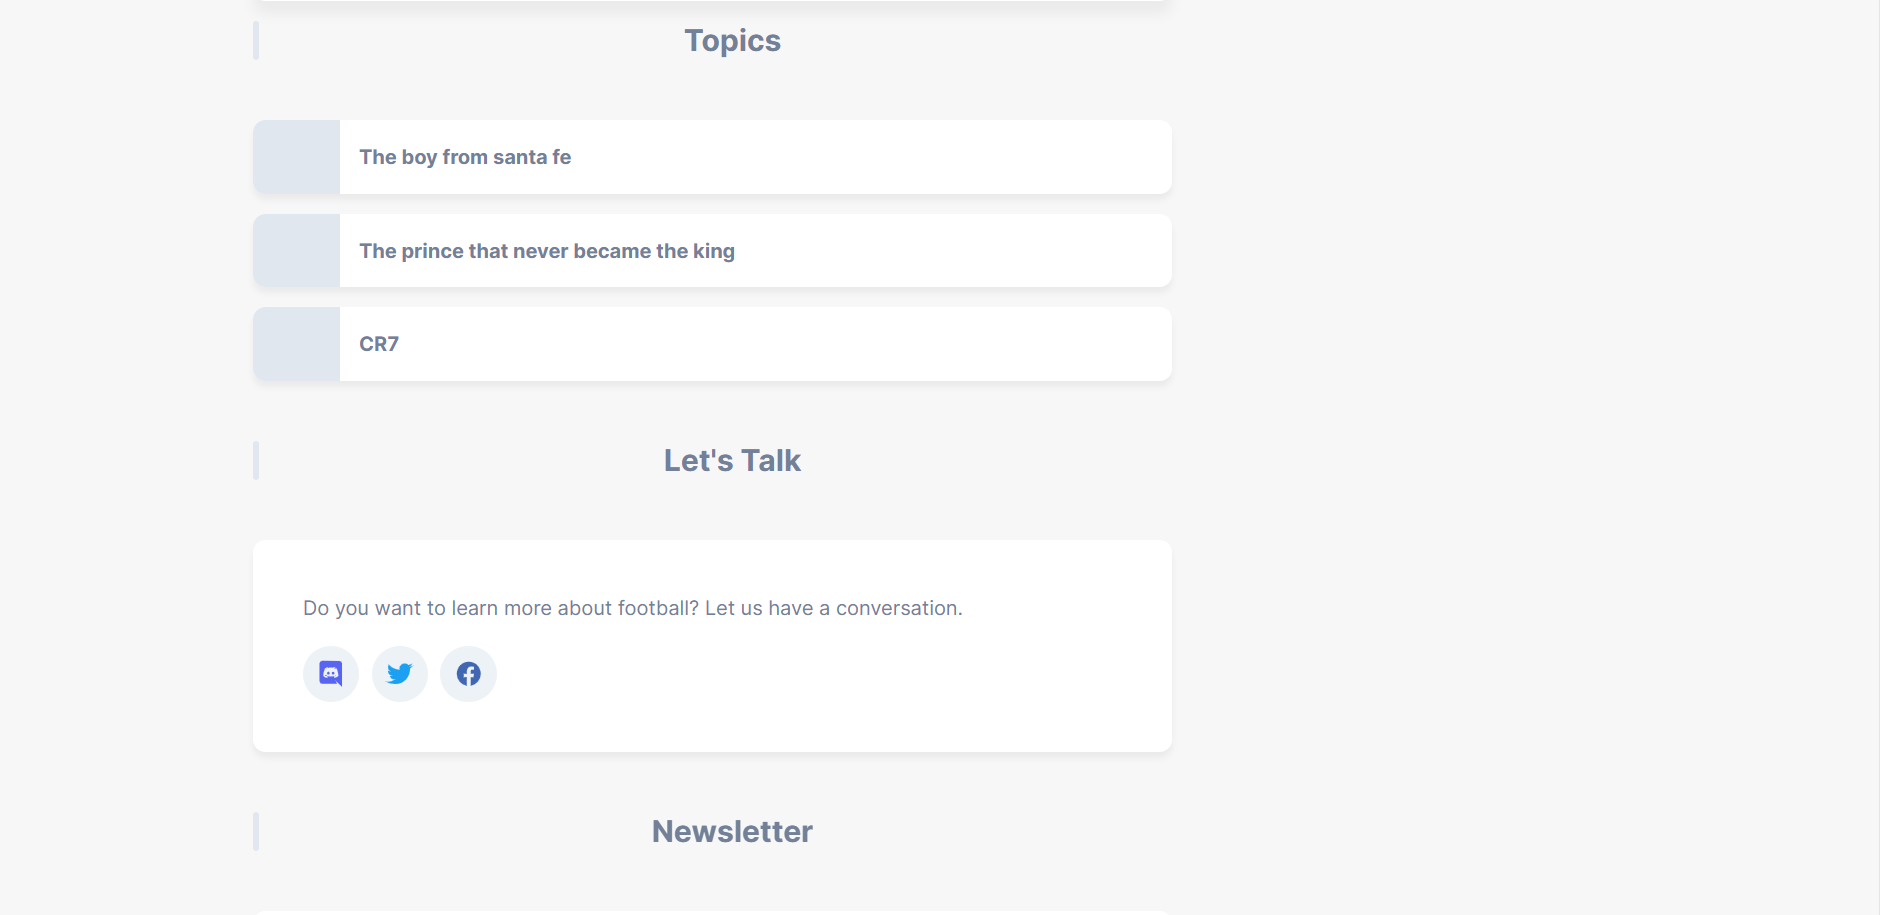 Topics
The boy from santa fe
The prince that never became the king
CR7
Let's Talk
Do you want to learn more about football? Let us have a conversation.
Newsletter